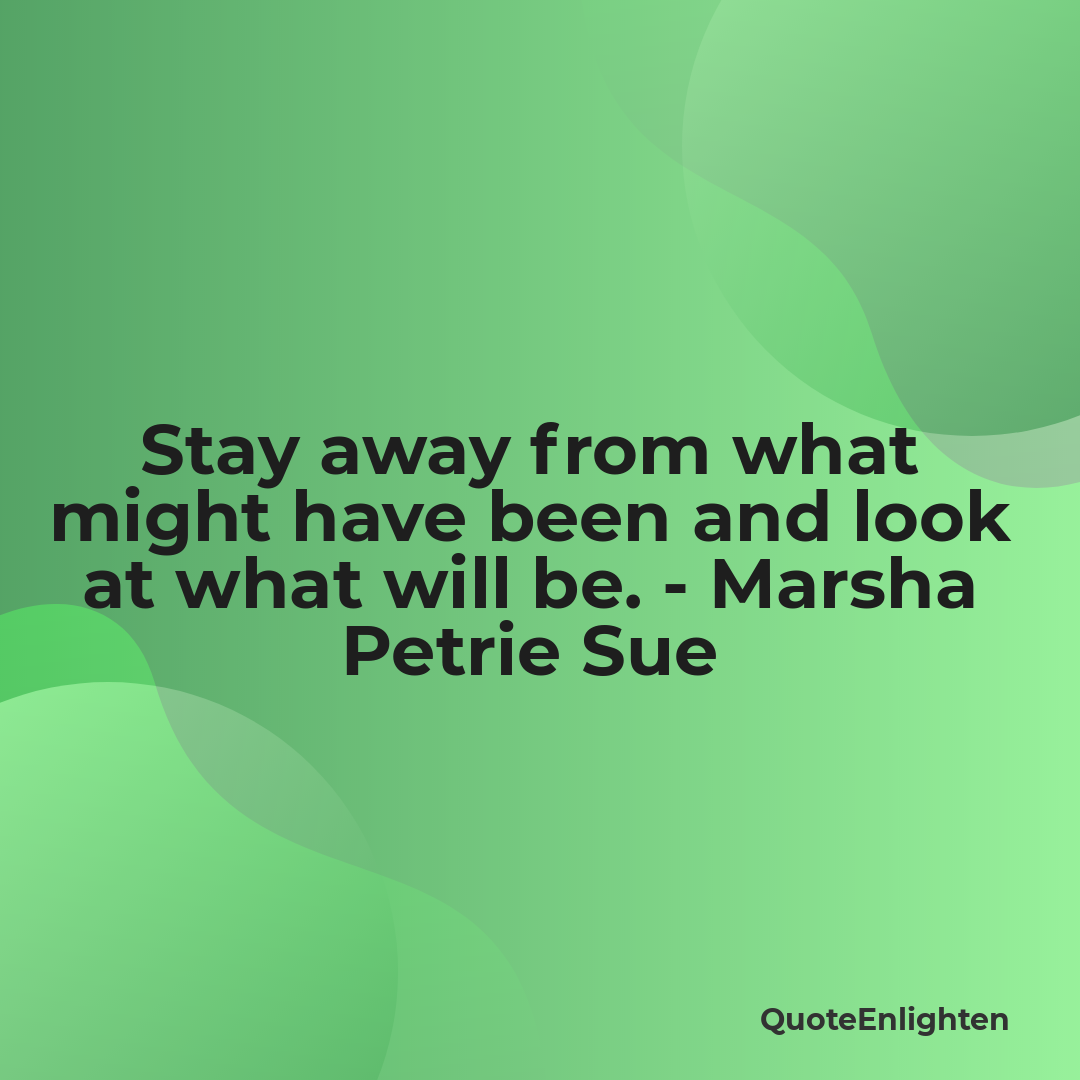 Stay away from what
might have been and look
at what will be. - Marsha
Petrie Sue
QuoteEnlighten